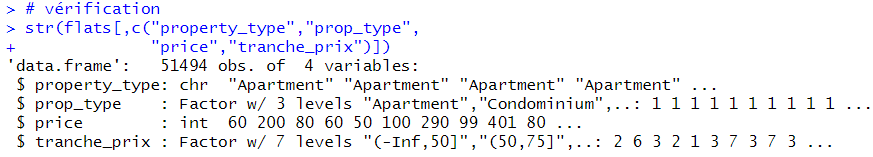 > # vérification
> str(flats[,c("property_type","prop_type",
+            "price","tranche_prix")])
'data.frame':   51494 obs. of  4 variables:
 $ property_type: chr  "Apartment" "Apartment" "Apartment" "Apartment" ...
 $ prop_type    : Factor w/ 3 levels "Apartment","Condominium",..: 1 1 1 1 1 1 1 1 1 1 ...
 $ price        : int  60 200 80 60 50 100 290 99 401 80 ...
 $ tranche_prix : Factor w/ 7 levels "(-Inf,50]","(50,75]",..: 2 6 3 2 1 3 7 3 7 3 ...